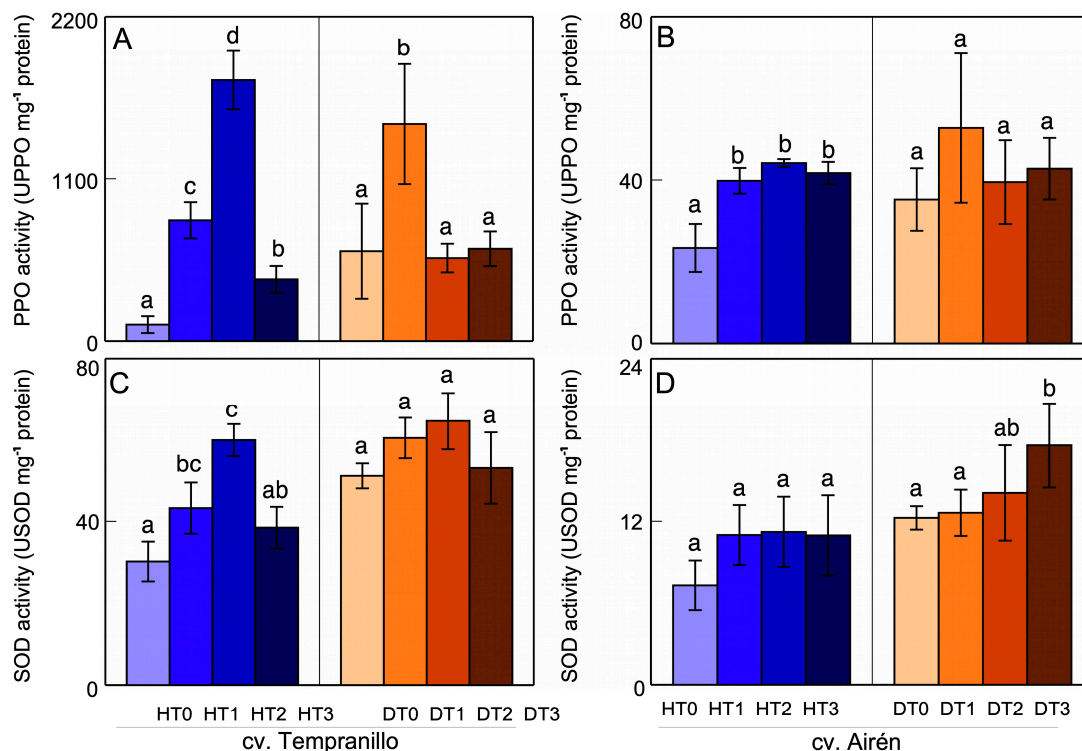 2200
A
d
c
b
a
b
a
a
a
1100
0
PPO activity (UPPO mg⁻¹ protein)
80
B
a
b
b
b
a
a
a
a
40
0
PPO activity (UPPO mg⁻¹ protein)
80
C
a
bc
c
ab
a
a
a
a
40
0
SOD activity (USOD mg⁻¹ protein)
24
D
a
a
a
a
a
a
ab
b
12
0
SOD activity (USOD mg⁻¹ protein)
HT0 HT1 HT2 HT3 DT0 DT1 DT2 DT3
cv. Tempranillo
HT0 HT1 HT2 HT3 DT0 DT1 DT2 DT3
cv. Airén